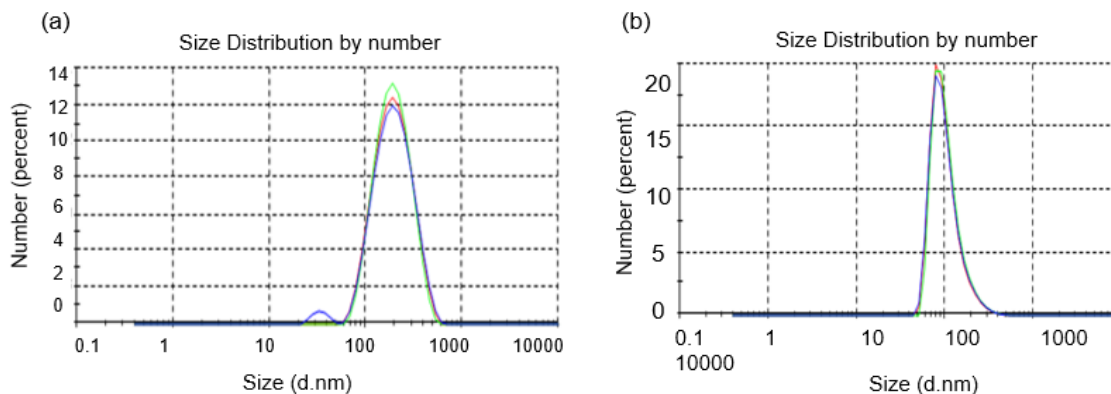 (a)
Size Distribution by number
14
12
10
8
6
4
2
0
Number (percent)
0.1 1 10 100 1000 10000
Size (d.nm)
(b)
Size Distribution by number
20
15
10
5
0
Number (percent)
0.1 1 10 100 1000
10000
Size (d.nm)